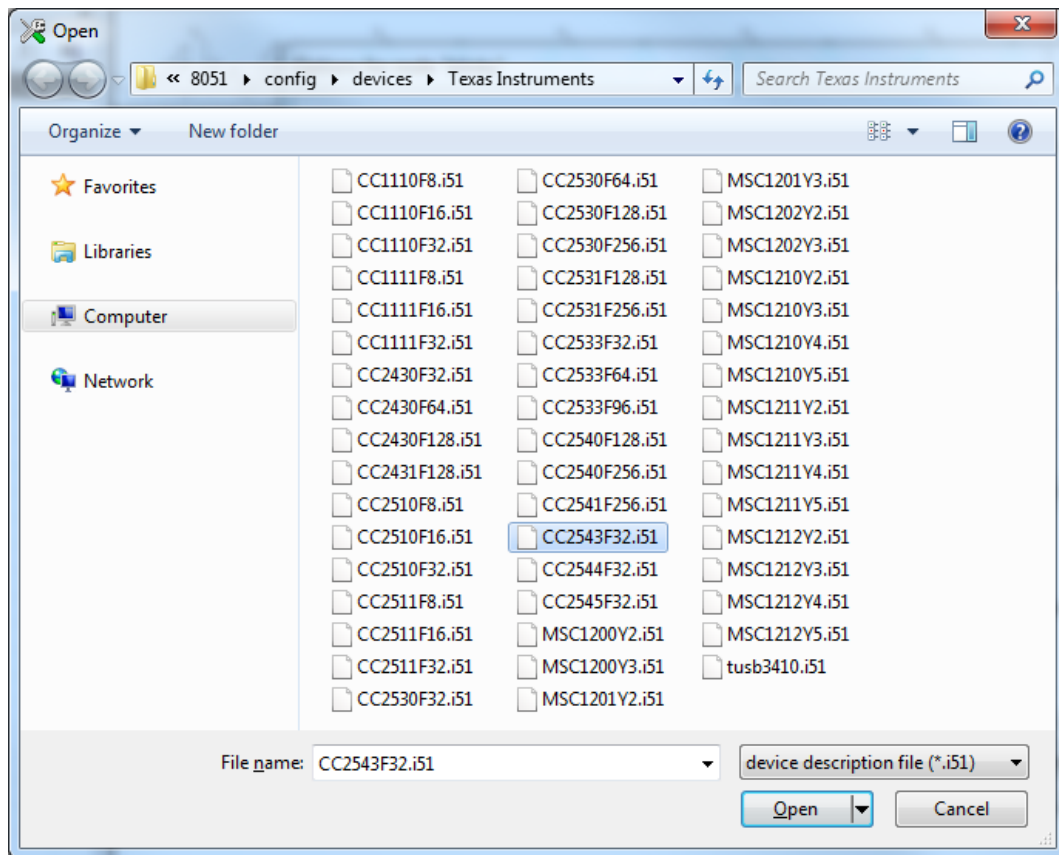 Open
« 8051 ▸ config ▸ devices ▸ Texas Instruments
Search Texas Instruments
Organize
New folder
Favorites
Libraries
Computer
Network
CC1110F8.i51
CC1110F16.i51
CC1110F32.i51
CC1111F8.i51
CC1111F16.i51
CC1111F32.i51
CC2430F32.i51
CC2430F64.i51
CC2430F128.i51
CC2431F128.i51
CC2510F8.i51
CC2510F16.i51
CC2510F32.i51
CC2511F8.i51
CC2511F16.i51
CC2511F32.i51
CC2530F32.i51
CC2530F64.i51
CC2530F128.i51
CC2530F256.i51
CC2531F128.i51
CC2531F256.i51
CC2533F32.i51
CC2533F64.i51
CC2533F96.i51
CC2540F128.i51
CC2540F256.i51
CC2541F256.i51
CC2543F32.i51
CC2544F32.i51
CC2545F32.i51
MSC1200Y2.i51
MSC1200Y3.i51
MSC1201Y2.i51
MSC1201Y3.i51
MSC1202Y2.i51
MSC1202Y3.i51
MSC1210Y2.i51
MSC1210Y3.i51
MSC1210Y4.i51
MSC1210Y5.i51
MSC1211Y2.i51
MSC1211Y3.i51
MSC1211Y4.i51
MSC1211Y5.i51
MSC1212Y2.i51
MSC1212Y3.i51
MSC1212Y4.i51
MSC1212Y5.i51
tusb3410.i51
File name: CC2543F32.i51
device description file (*.i51)
Open
Cancel